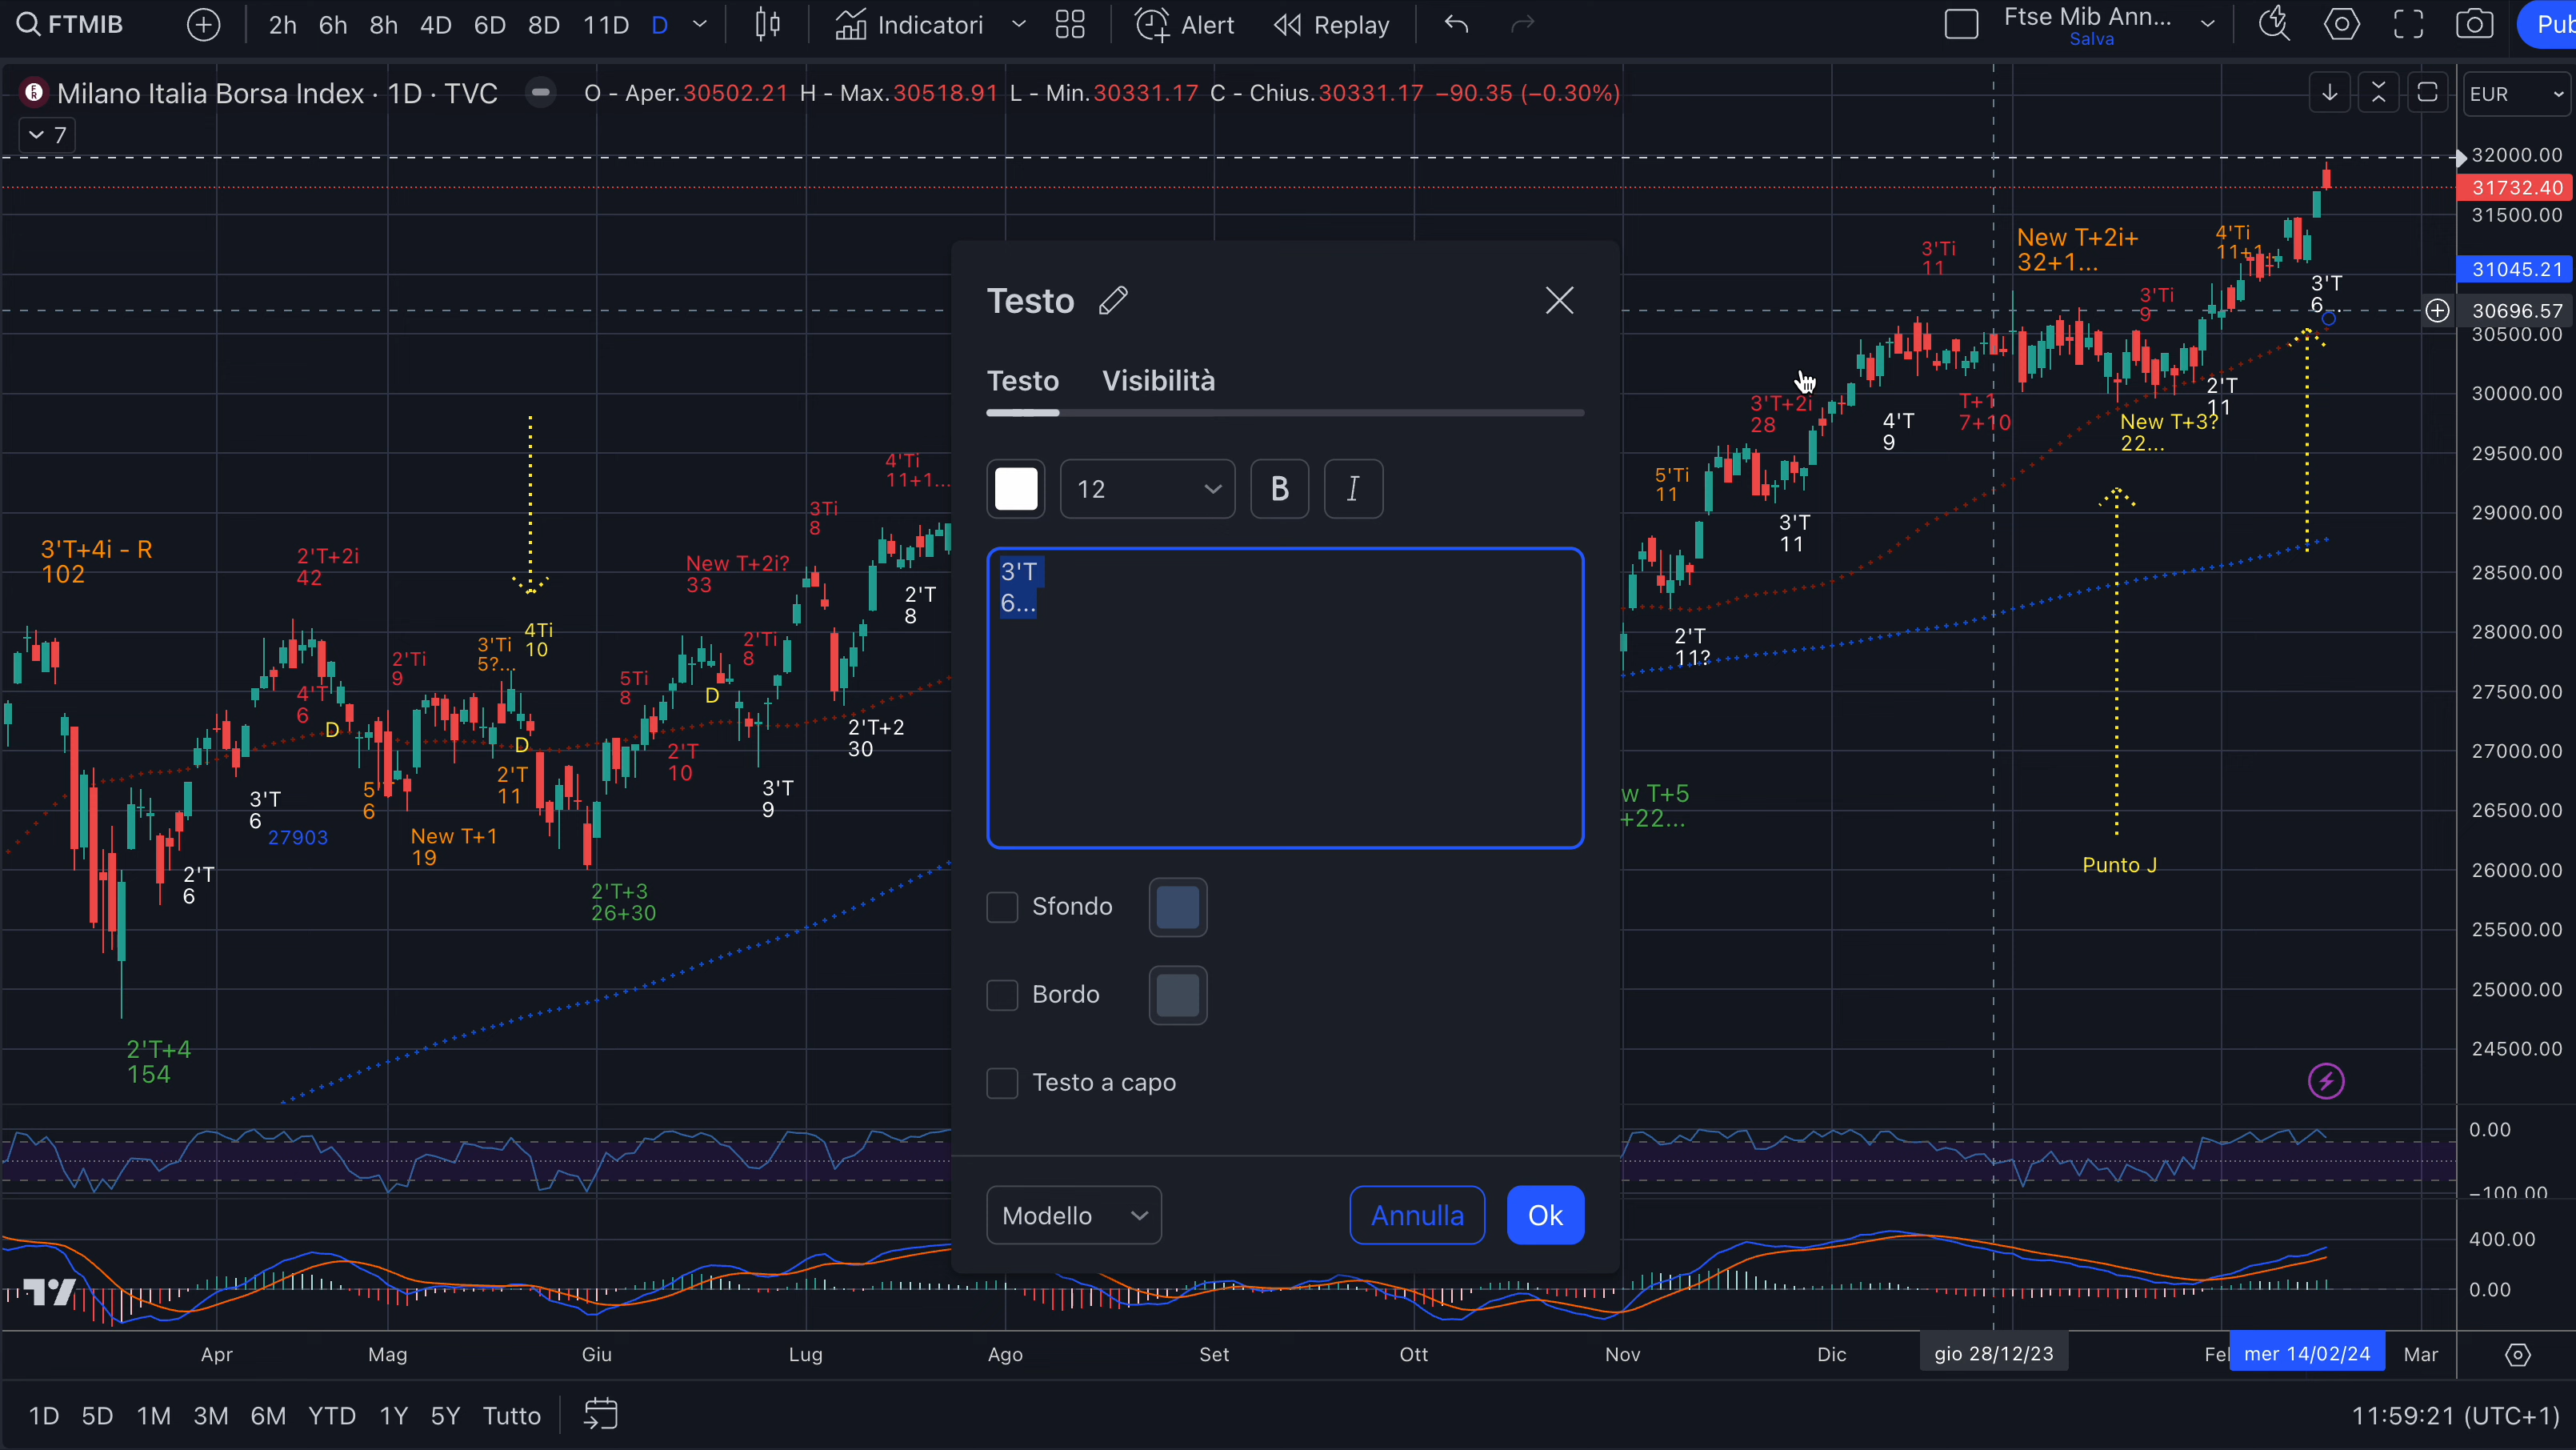 FTMIB
2h 6h 8h 4D 6D 8D 11D D
Indicatori
Alert
Replay
Ftse Mib Ann...
Salva
Milano Italia Borsa Index · 1D · TVC
O - Aper.30502.21 H - Max.30518.91 L - Min.30331.17 C - Chius.30331.17 −90.35 (−0.30%)
EUR
7
32000.00
31732.40
31500.00
31045.21
30696.57
30500.00
30000.00
29500.00
29000.00
28500.00
28000.00
27500.00
27000.00
26500.00
26000.00
25500.00
25000.00
24500.00
0.00
−100.00
400.00
0.00
3'T+4i - R
102
2'T+2i
42
4'T
6
D
2'Ti
9
3'Ti
5?...
4Ti
10
D
3'T
6
27903
5'
6
New T+1
19
2'T
11
2'T
6
2'T+4
154
2'T+3
26+30
5Ti
8
2'T
10
New T+2i?
33
D
2'Ti
8
3Ti
8
3'T
9
2'T+2
30
2'T
8
4'Ti
11+1...
Testo
Testo
Visibilità
12
B
I
3'T
6...
Sfondo
Bordo
Testo a capo
Modello
Annulla
Ok
w T+5
+22...
2'T
11?
5'Ti
11
3'T
11
3'T+2i
28
4'T
9
3'Ti
11
T+1
7+10
New T+2i+
32+1...
3'Ti
9
4'Ti
11+1...
3'T
6...
2'T
11
New T+3?
22...
Punto J
Apr
Mag
Giu
Lug
Ago
Set
Ott
Nov
Dic
gio 28/12/23
mer 14/02/24
Mar
1D 5D 1M 3M 6M YTD 1Y 5Y Tutto
11:59:21 (UTC+1)